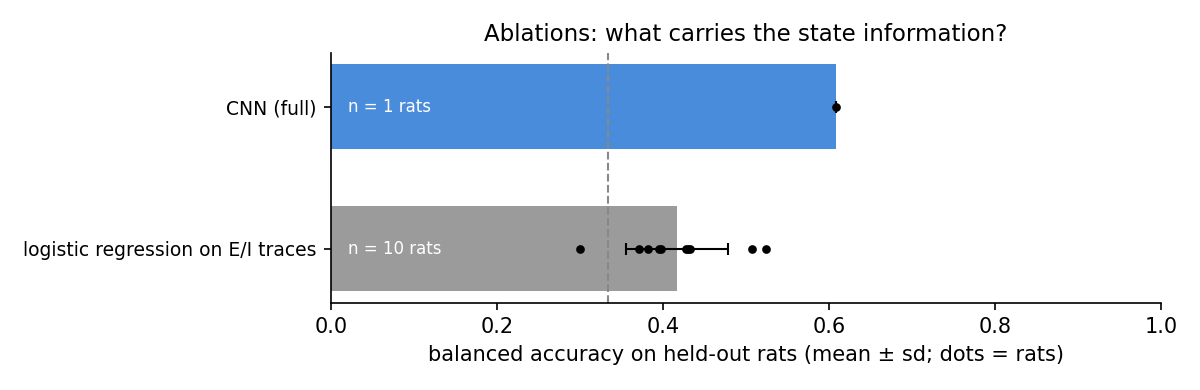 Ablations: what carries the state information?
CNN (full)
n = 1 rats
logistic regression on E/I traces
n = 10 rats
0.0 0.2 0.4 0.6 0.8 1.0
balanced accuracy on held-out rats (mean ± sd; dots = rats)